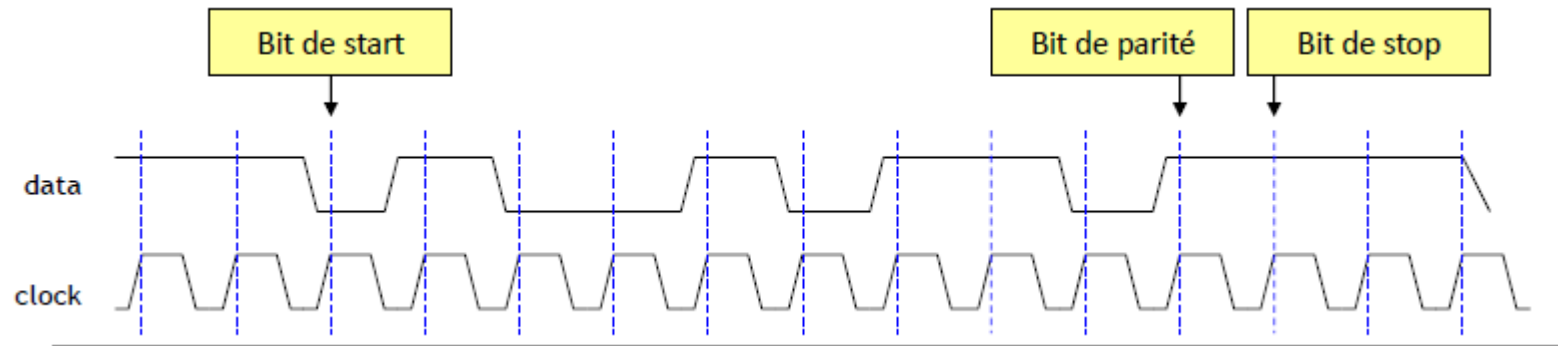 Bit de start
Bit de parité
Bit de stop
data
clock